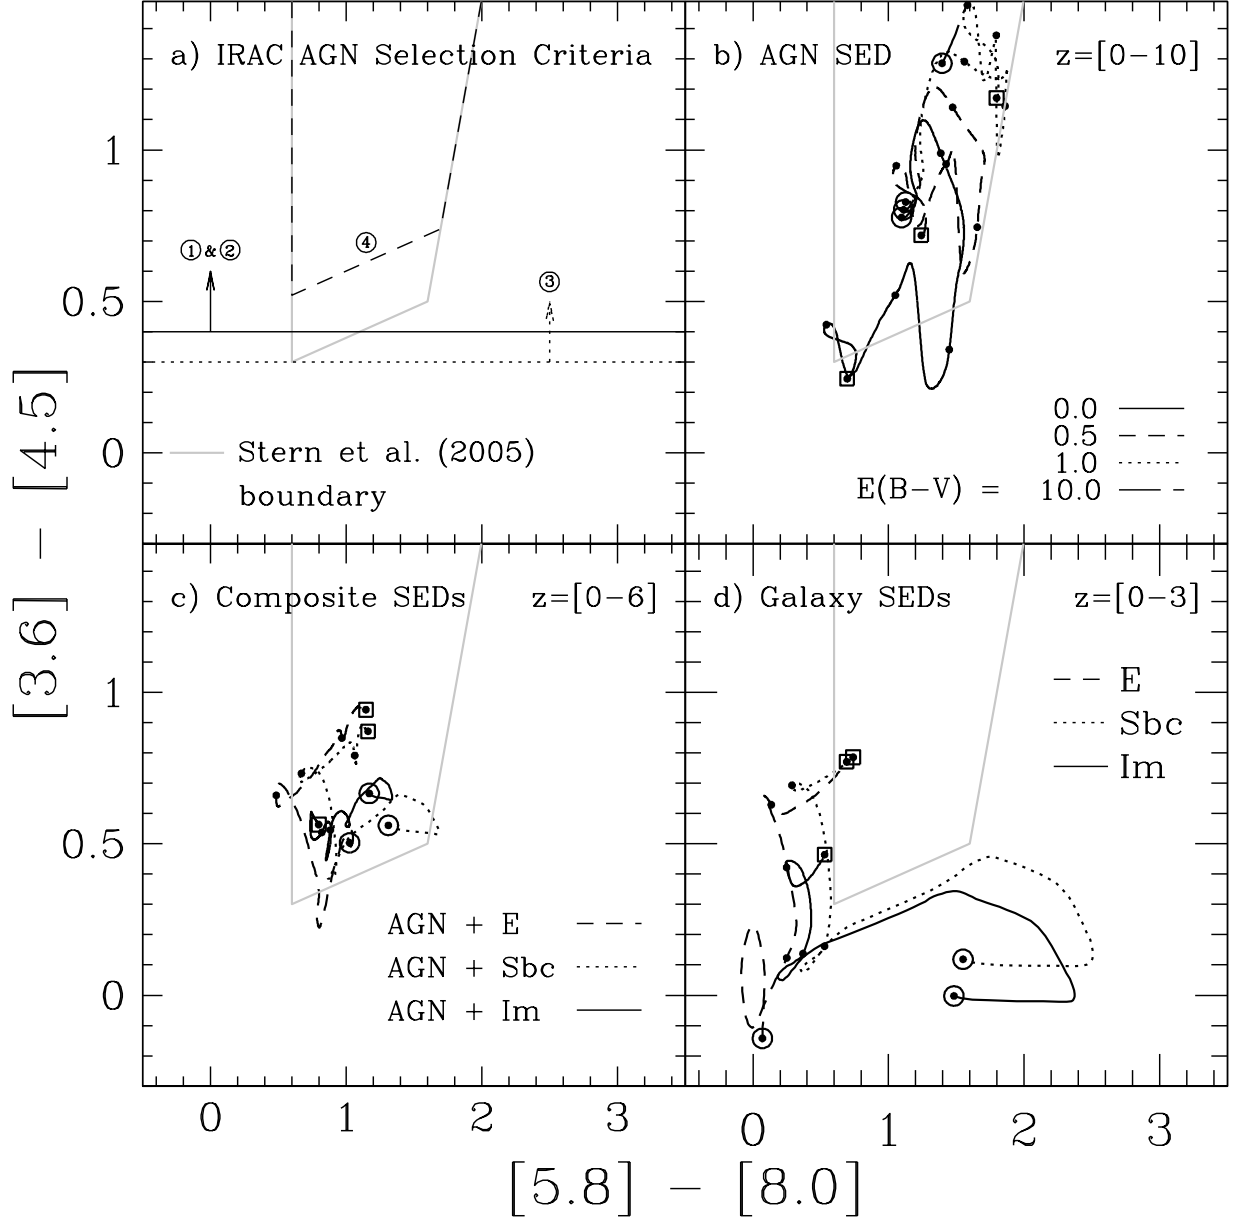 a) IRAC AGN Selection Criteria
①&②
④
③
Stern et al. (2005)
boundary
b) AGN SED z=[0−10]
0.0
0.5
1.0
E(B−V) = 10.0
c) Composite SEDs z=[0−6]
AGN + E
AGN + Sbc
AGN + Im
d) Galaxy SEDs z=[0−3]
E
Sbc
Im
1
0.5
0
1
0.5
0
[3.6] − [4.5]
0 1 2 3
0 1 2 3
[5.8] − [8.0]